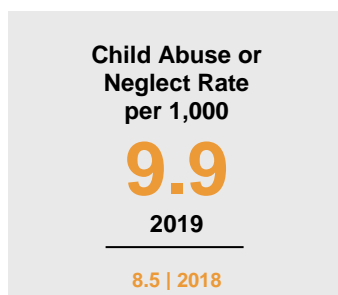 Child Abuse or
Neglect Rate
per 1,000
9.9
2019
8.5 | 2018